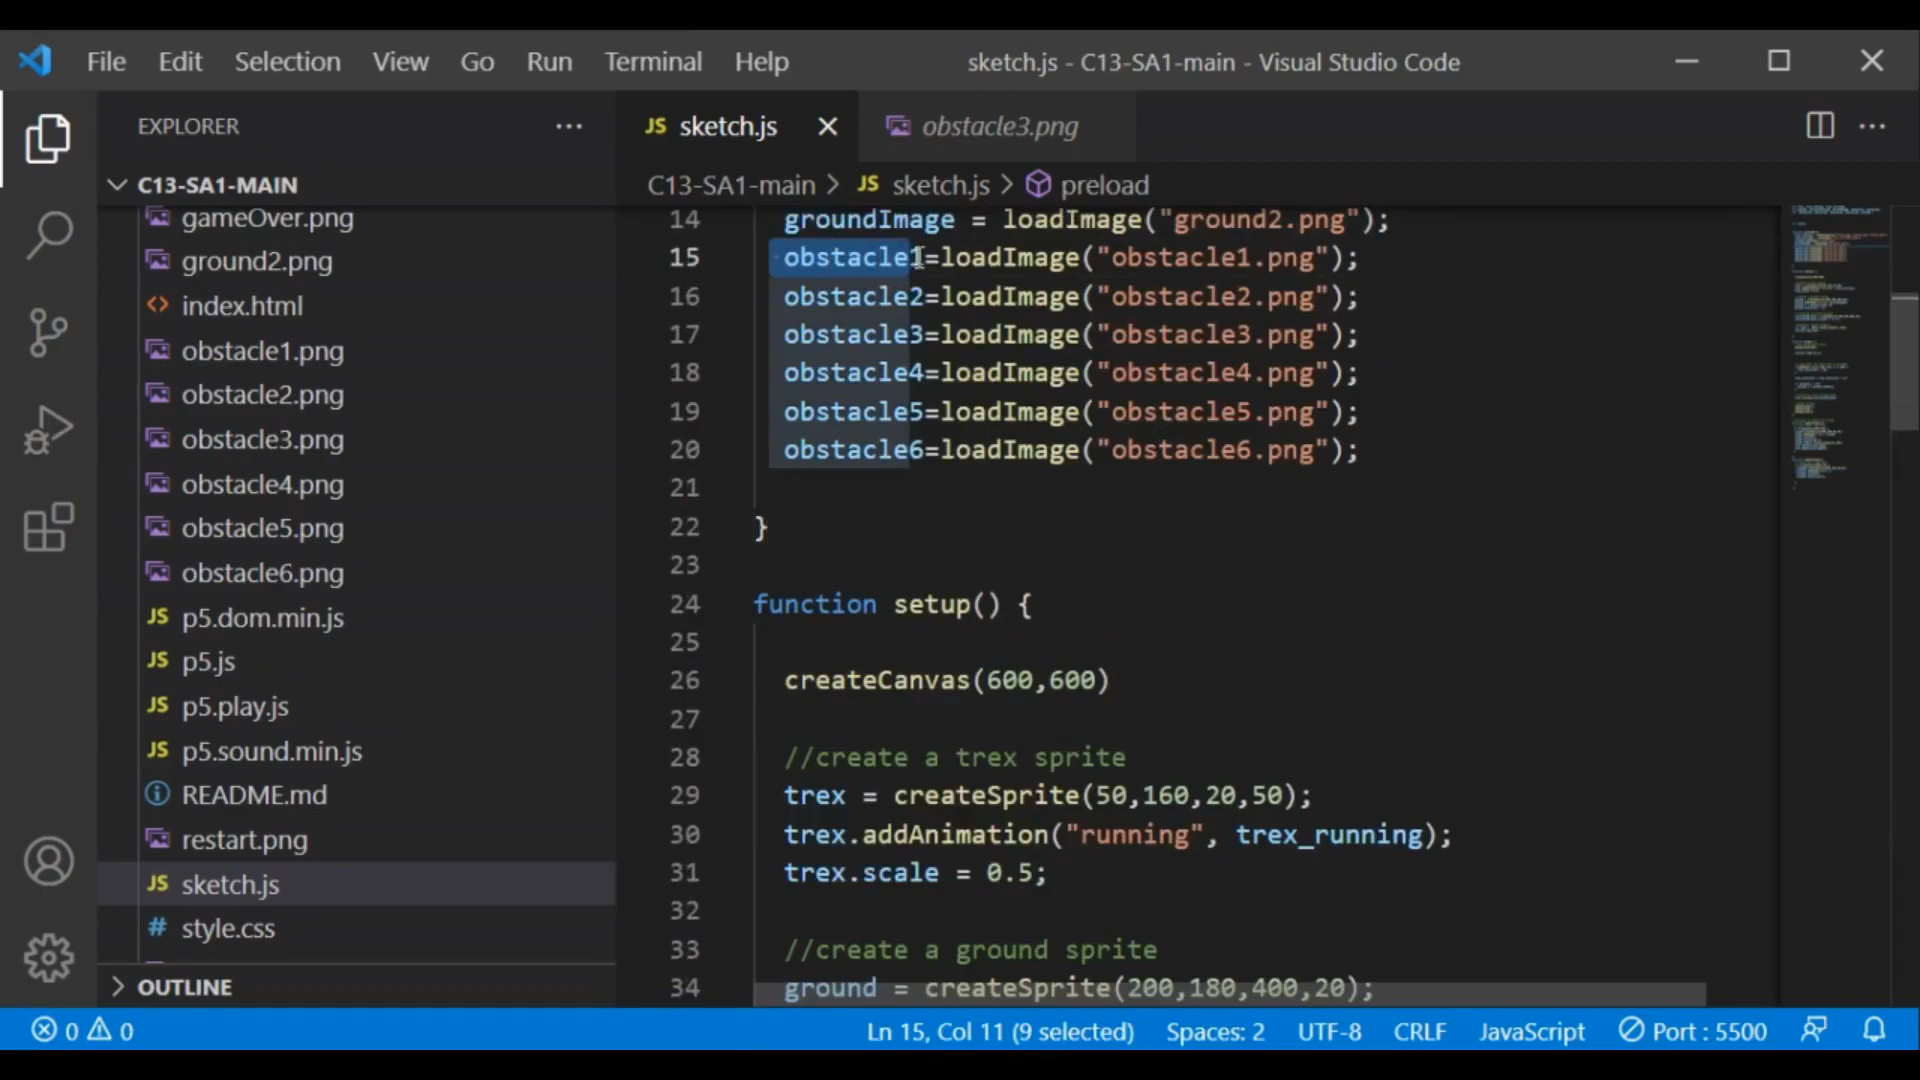 File Edit Selection View Go Run Terminal Help sketch.js - C13-SA1-main - Visual Studio Code
EXPLORER
C13-SA1-MAIN
gameOver.png
ground2.png
index.html
obstacle1.png
obstacle2.png
obstacle3.png
obstacle4.png
obstacle5.png
obstacle6.png
p5.dom.min.js
p5.js
p5.play.js
p5.sound.min.js
README.md
restart.png
sketch.js
style.css
OUTLINE
sketch.js obstacle3.png
C13-SA1-main > JS sketch.js > preload
14 groundImage = loadImage("ground2.png");
15 obstacle1=loadImage("obstacle1.png");
16 obstacle2=loadImage("obstacle2.png");
17 obstacle3=loadImage("obstacle3.png");
18 obstacle4=loadImage("obstacle4.png");
19 obstacle5=loadImage("obstacle5.png");
20 obstacle6=loadImage("obstacle6.png");
21
22 }
23
24 function setup() {
25
26 createCanvas(600,600)
27
28 //create a trex sprite
29 trex = createSprite(50,160,20,50);
30 trex.addAnimation("running", trex_running);
31 trex.scale = 0.5;
32
33 //create a ground sprite
34 ground = createSprite(200,180,400,20);
0 0 Ln 15, Col 11 (9 selected) Spaces: 2 UTF-8 CRLF JavaScript Port : 5500